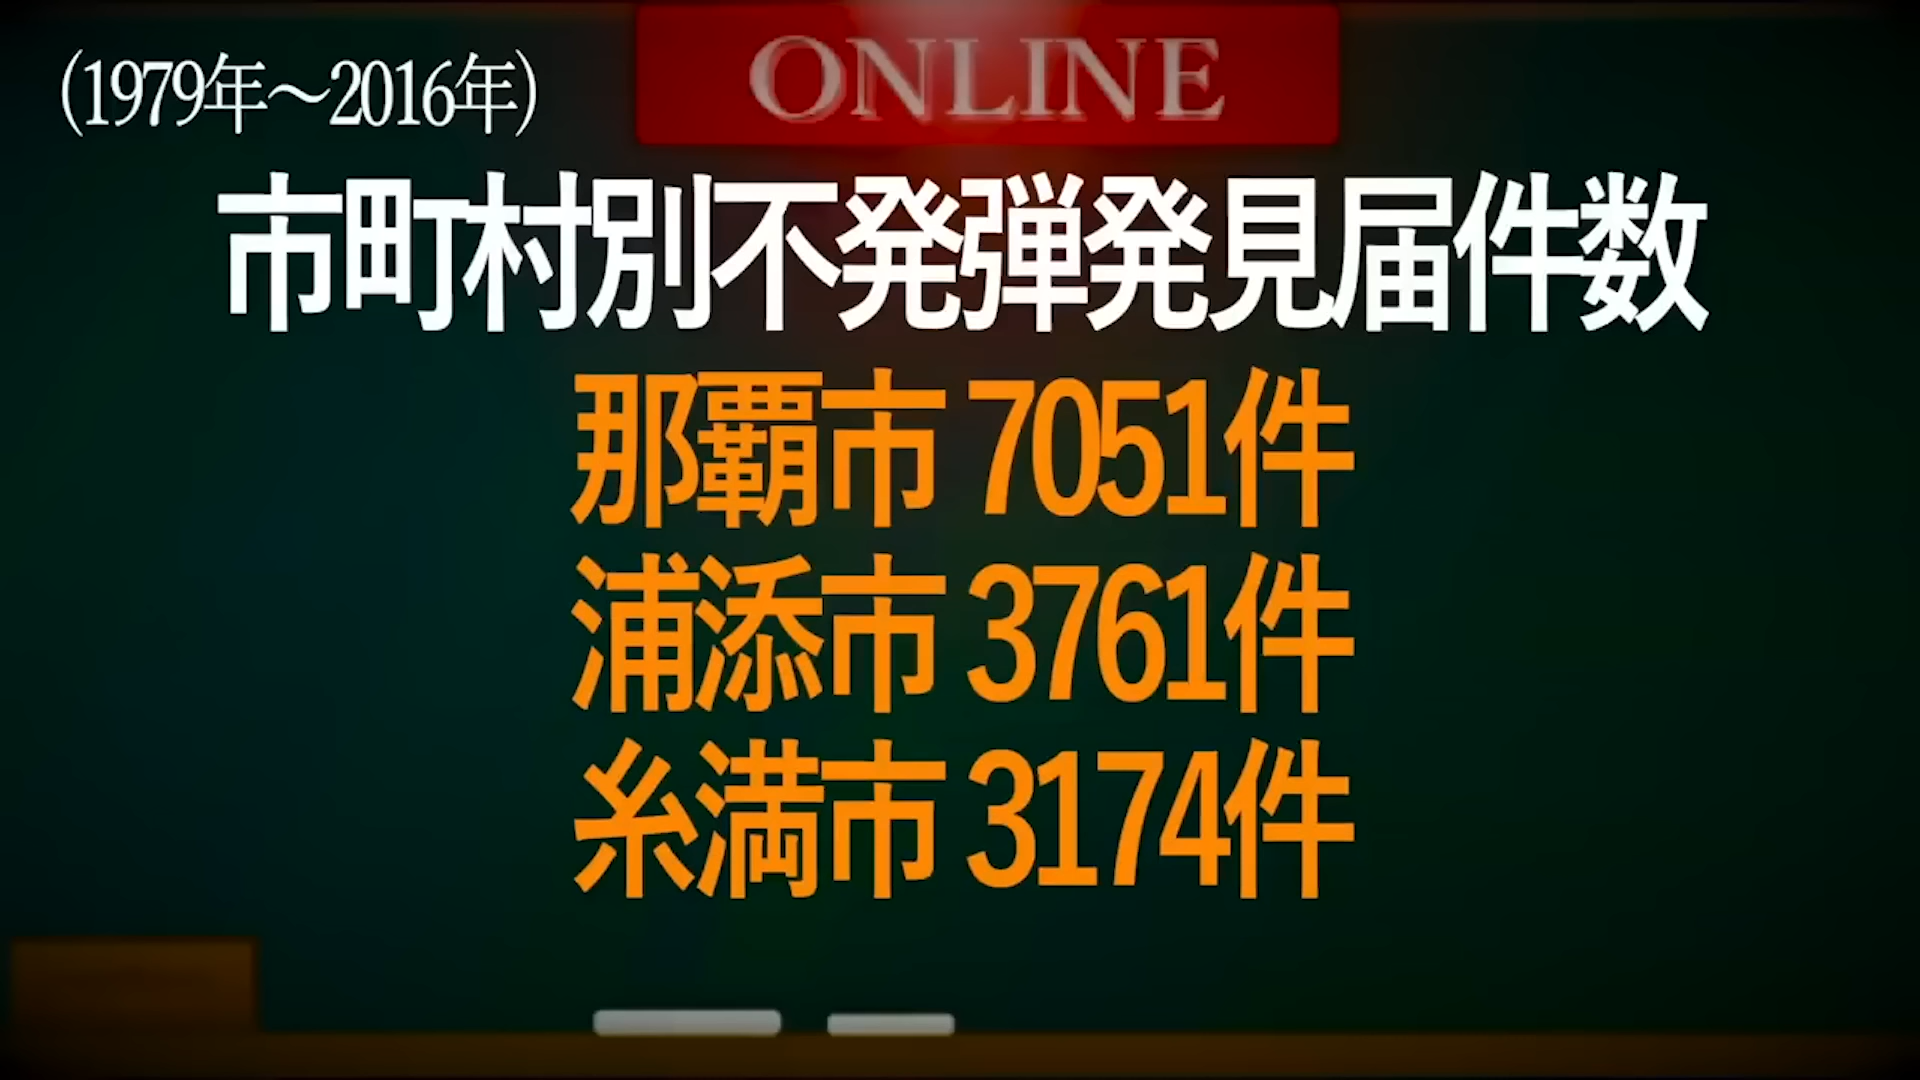 (1979年～2016年)
ONLINE
市町村別不発弾発見届件数
那覇市 7051件
浦添市 3761件
糸満市 3174件